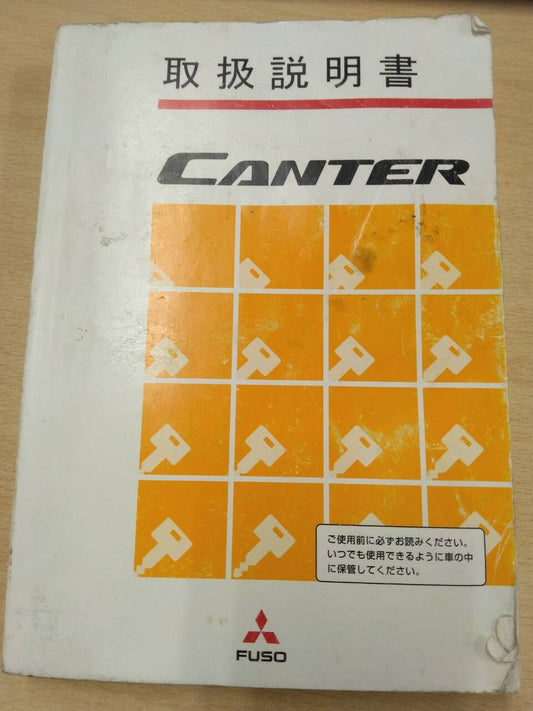 取扱説明書
CANTER
ご使用前に必ずお読みください。
いつでも使用できるように車の中
に保管してください。
FUSO